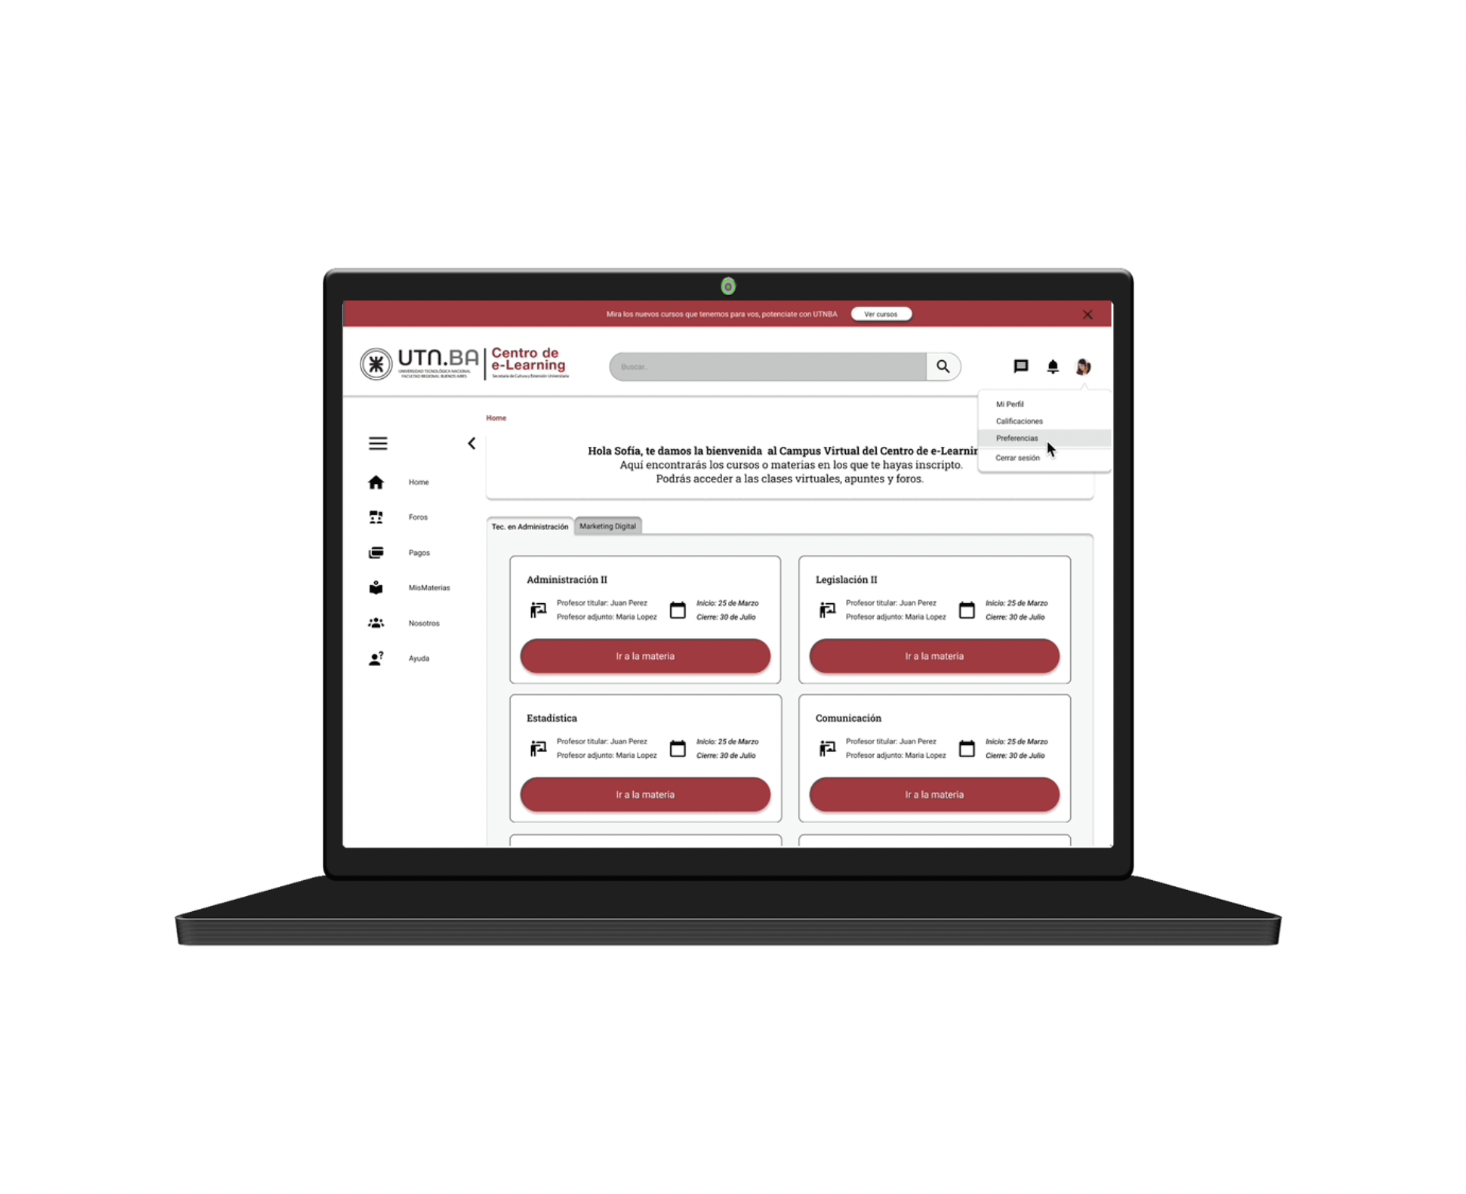 Mira los nuevos cursos que tenemos para vos, potenciate con UTNBA
Ver cursos
UTN.BA
UNIVERSIDAD TECNOLÓGICA NACIONAL
FACULTAD REGIONAL BUENOS AIRES
Centro de
e-Learning
Secretaría de Cultura y Extensión Universitaria
Buscar..
Mi Perfil
Calificaciones
Preferencias
Cerrar sesión
Home
Hola Sofía, te damos la bienvenida al Campus Virtual del Centro de e-Learnin
Aquí encontrarás los cursos o materias en los que te hayas inscripto.
Podrás acceder a las clases virtuales, apuntes y foros.
Home
Foros
Pagos
MisMaterias
Nosotros
Ayuda
Tec. en Administración
Marketing Digital
Administración II
Profesor titular: Juan Perez
Profesor adjunto: Maria Lopez
Inicio: 25 de Marzo
Cierre: 30 de Julio
Ir a la materia
Legislación II
Profesor titular: Juan Perez
Profesor adjunto: Maria Lopez
Inicio: 25 de Marzo
Cierre: 30 de Julio
Ir a la materia
Estadística
Profesor titular: Juan Perez
Profesor adjunto: Maria Lopez
Inicio: 25 de Marzo
Cierre: 30 de Julio
Ir a la materia
Comunicación
Profesor titular: Juan Perez
Profesor adjunto: Maria Lopez
Inicio: 25 de Marzo
Cierre: 30 de Julio
Ir a la materia